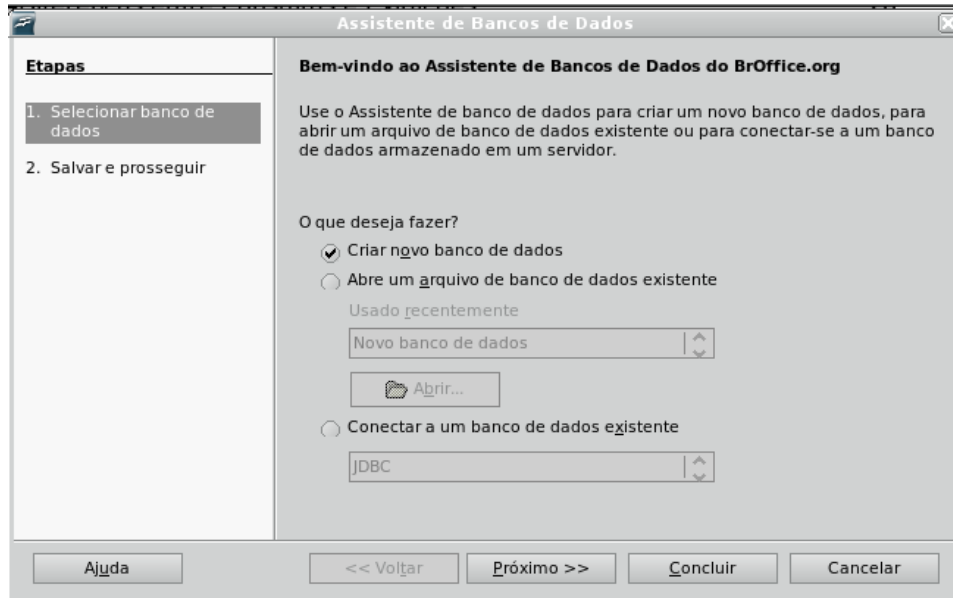 Assistente de Bancos de Dados
Etapas
1. Selecionar banco de
dados
2. Salvar e prosseguir
Bem-vindo ao Assistente de Bancos de Dados do BrOffice.org
Use o Assistente de banco de dados para criar um novo banco de dados, para
abrir um arquivo de banco de dados existente ou para conectar-se a um banco
de dados armazenado em um servidor.
O que deseja fazer?
Criar novo banco de dados
Abre um arquivo de banco de dados existente
Usado recentemente
Novo banco de dados
Abrir...
Conectar a um banco de dados existente
JDBC
Ajuda
<< Voltar
Próximo >>
Concluir
Cancelar